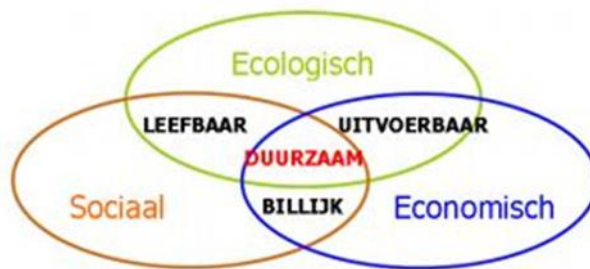 Ecologisch
LEEFBAAR UITVOERBAAR
DUURZAAM
Sociaal BILLIJK Economisch